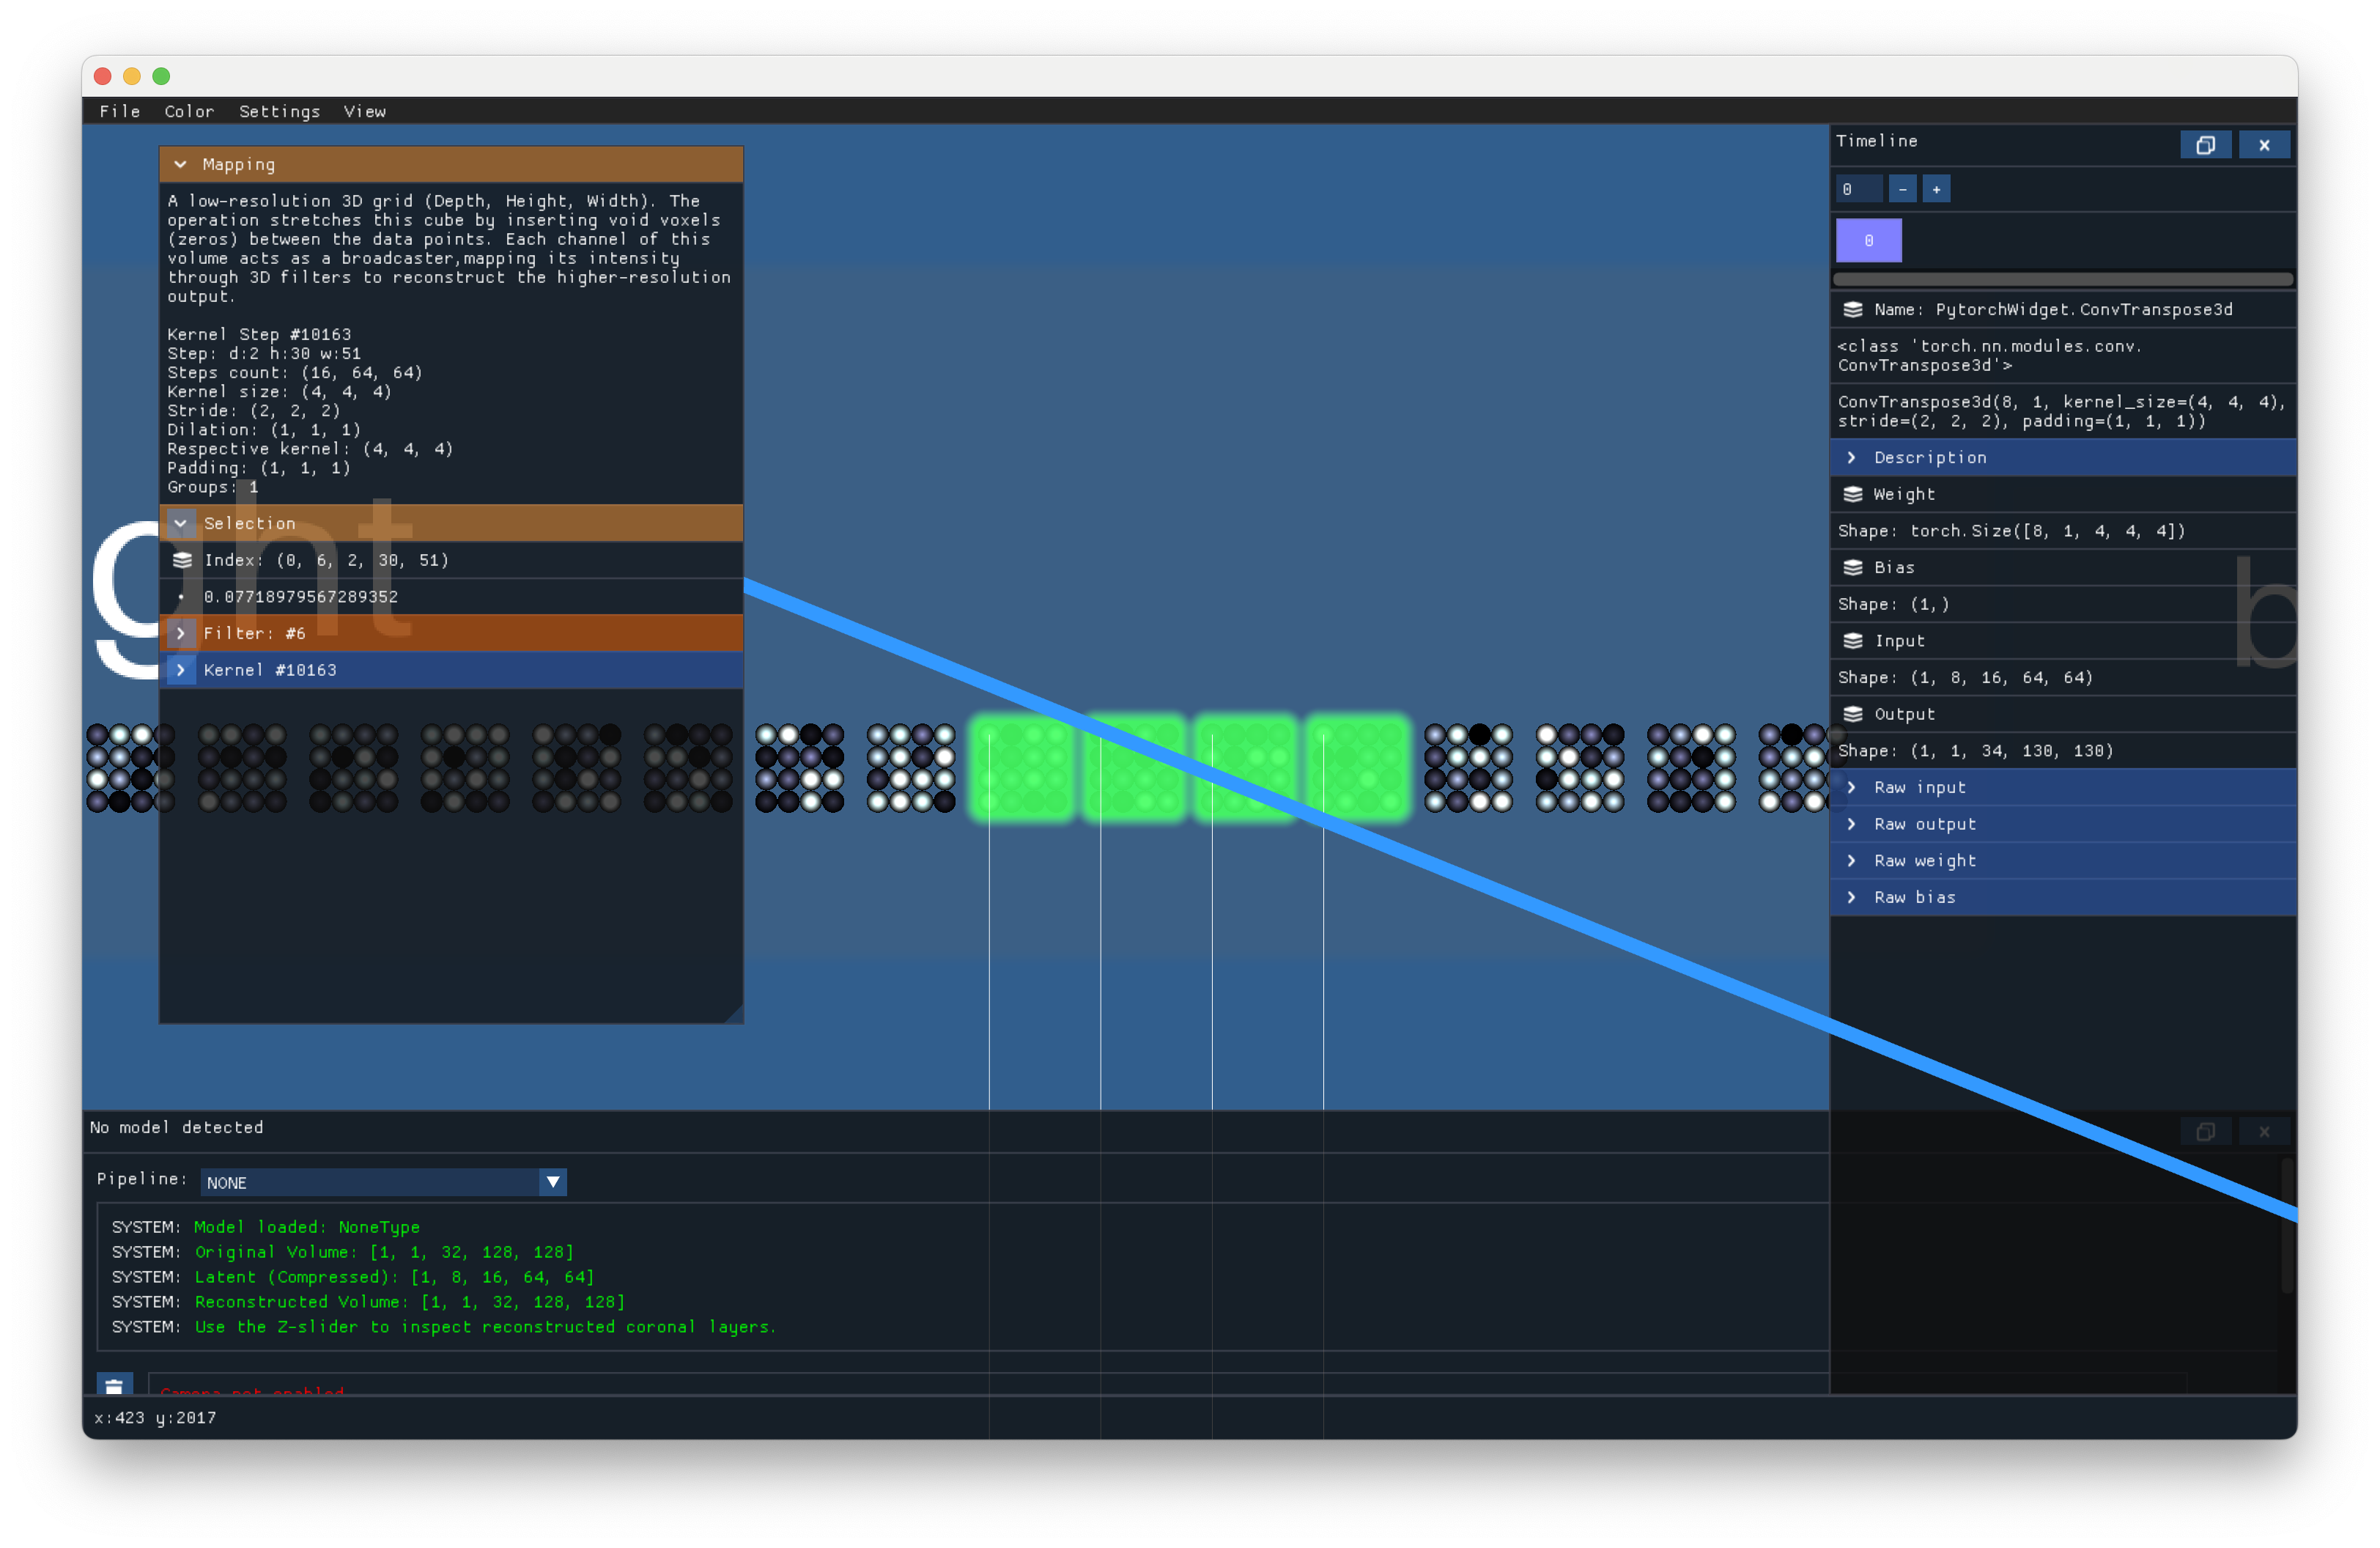 File Color Settings View
Mapping
A low-resolution 3D grid (Depth, Height, Width). The
operation stretches this cube by inserting void voxels
(zeros) between the data points. Each channel of this
volume acts as a broadcaster,mapping its intensity
through 3D filters to reconstruct the higher-resolution
output.
Kernel Step #10163
Step: d:2 h:30 w:51
Steps count: (16, 64, 64)
Kernel size: (4, 4, 4)
Stride: (2, 2, 2)
Dilation: (1, 1, 1)
Respective kernel: (4, 4, 4)
Padding: (1, 1, 1)
Groups: 1
Selection
Index: (0, 6, 2, 30, 51)
0.07718979567289352
Filter: #6
Kernel #10163
ght
b
Timeline
0 - +
0
Name: PytorchWidget.ConvTranspose3d
<class 'torch.nn.modules.conv.
ConvTranspose3d'>
ConvTranspose3d(8, 1, kernel_size=(4, 4, 4),
stride=(2, 2, 2), padding=(1, 1, 1))
Description
Weight
Shape: torch.Size([8, 1, 4, 4, 4])
Bias
Shape: (1,)
Input
Shape: (1, 8, 16, 64, 64)
Output
Shape: (1, 1, 34, 130, 130)
Raw input
Raw output
Raw weight
Raw bias
No model detected
Pipeline: NONE
SYSTEM: Model loaded: NoneType
SYSTEM: Original Volume: [1, 1, 32, 128, 128]
SYSTEM: Latent (Compressed): [1, 8, 16, 64, 64]
SYSTEM: Reconstructed Volume: [1, 1, 32, 128, 128]
SYSTEM: Use the Z-slider to inspect reconstructed coronal layers.
Camera not enabled
x:423 y:2017